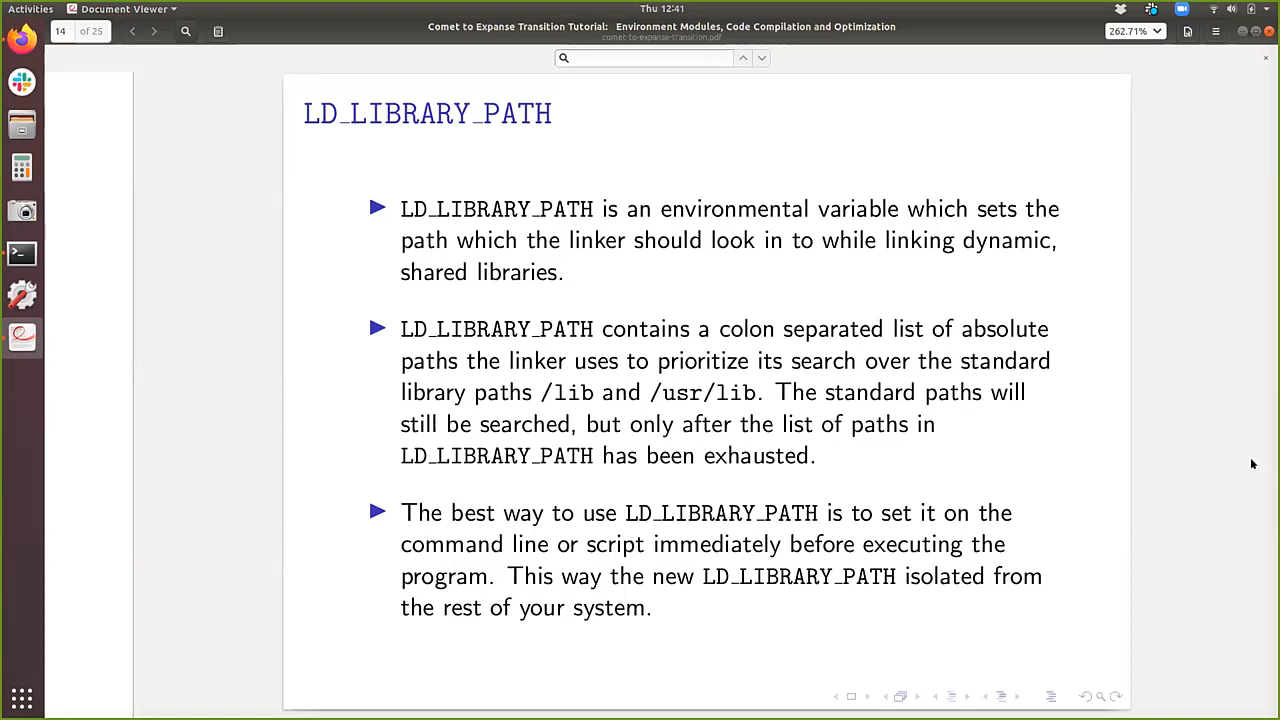 Activities
Document Viewer
Thu 12:41
14
of 25
Comet to Expanse Transition Tutorial: Environment Modules, Code Compilation and Optimization
comet-to-expanse-transition.pdf
262.71%
LD_LIBRARY_PATH
LD_LIBRARY_PATH is an environmental variable which sets the
path which the linker should look in to while linking dynamic,
shared libraries.
LD_LIBRARY_PATH contains a colon separated list of absolute
paths the linker uses to prioritize its search over the standard
library paths /lib and /usr/lib. The standard paths will
still be searched, but only after the list of paths in
LD_LIBRARY_PATH has been exhausted.
The best way to use LD_LIBRARY_PATH is to set it on the
command line or script immediately before executing the
program. This way the new LD_LIBRARY_PATH isolated from
the rest of your system.